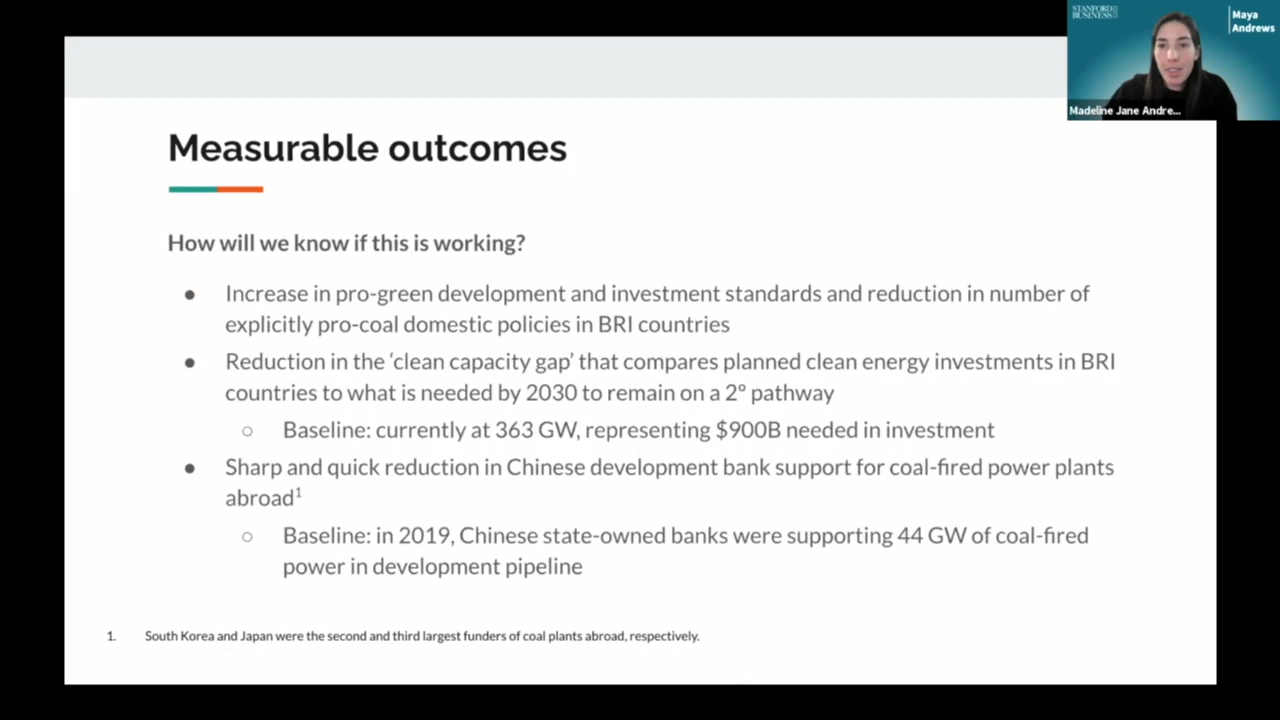 STANFORD
BUSINESS
Maya
Andrews
Madeline Jane Andre...
Measurable outcomes
How will we know if this is working?
● Increase in pro-green development and investment standards and reduction in number of
explicitly pro-coal domestic policies in BRI countries
● Reduction in the ‘clean capacity gap’ that compares planned clean energy investments in BRI
countries to what is needed by 2030 to remain on a 2° pathway
○ Baseline: currently at 363 GW, representing $900B needed in investment
● Sharp and quick reduction in Chinese development bank support for coal-fired power plants
abroad¹
○ Baseline: in 2019, Chinese state-owned banks were supporting 44 GW of coal-fired
power in development pipeline
1. South Korea and Japan were the second and third largest funders of coal plants abroad, respectively.